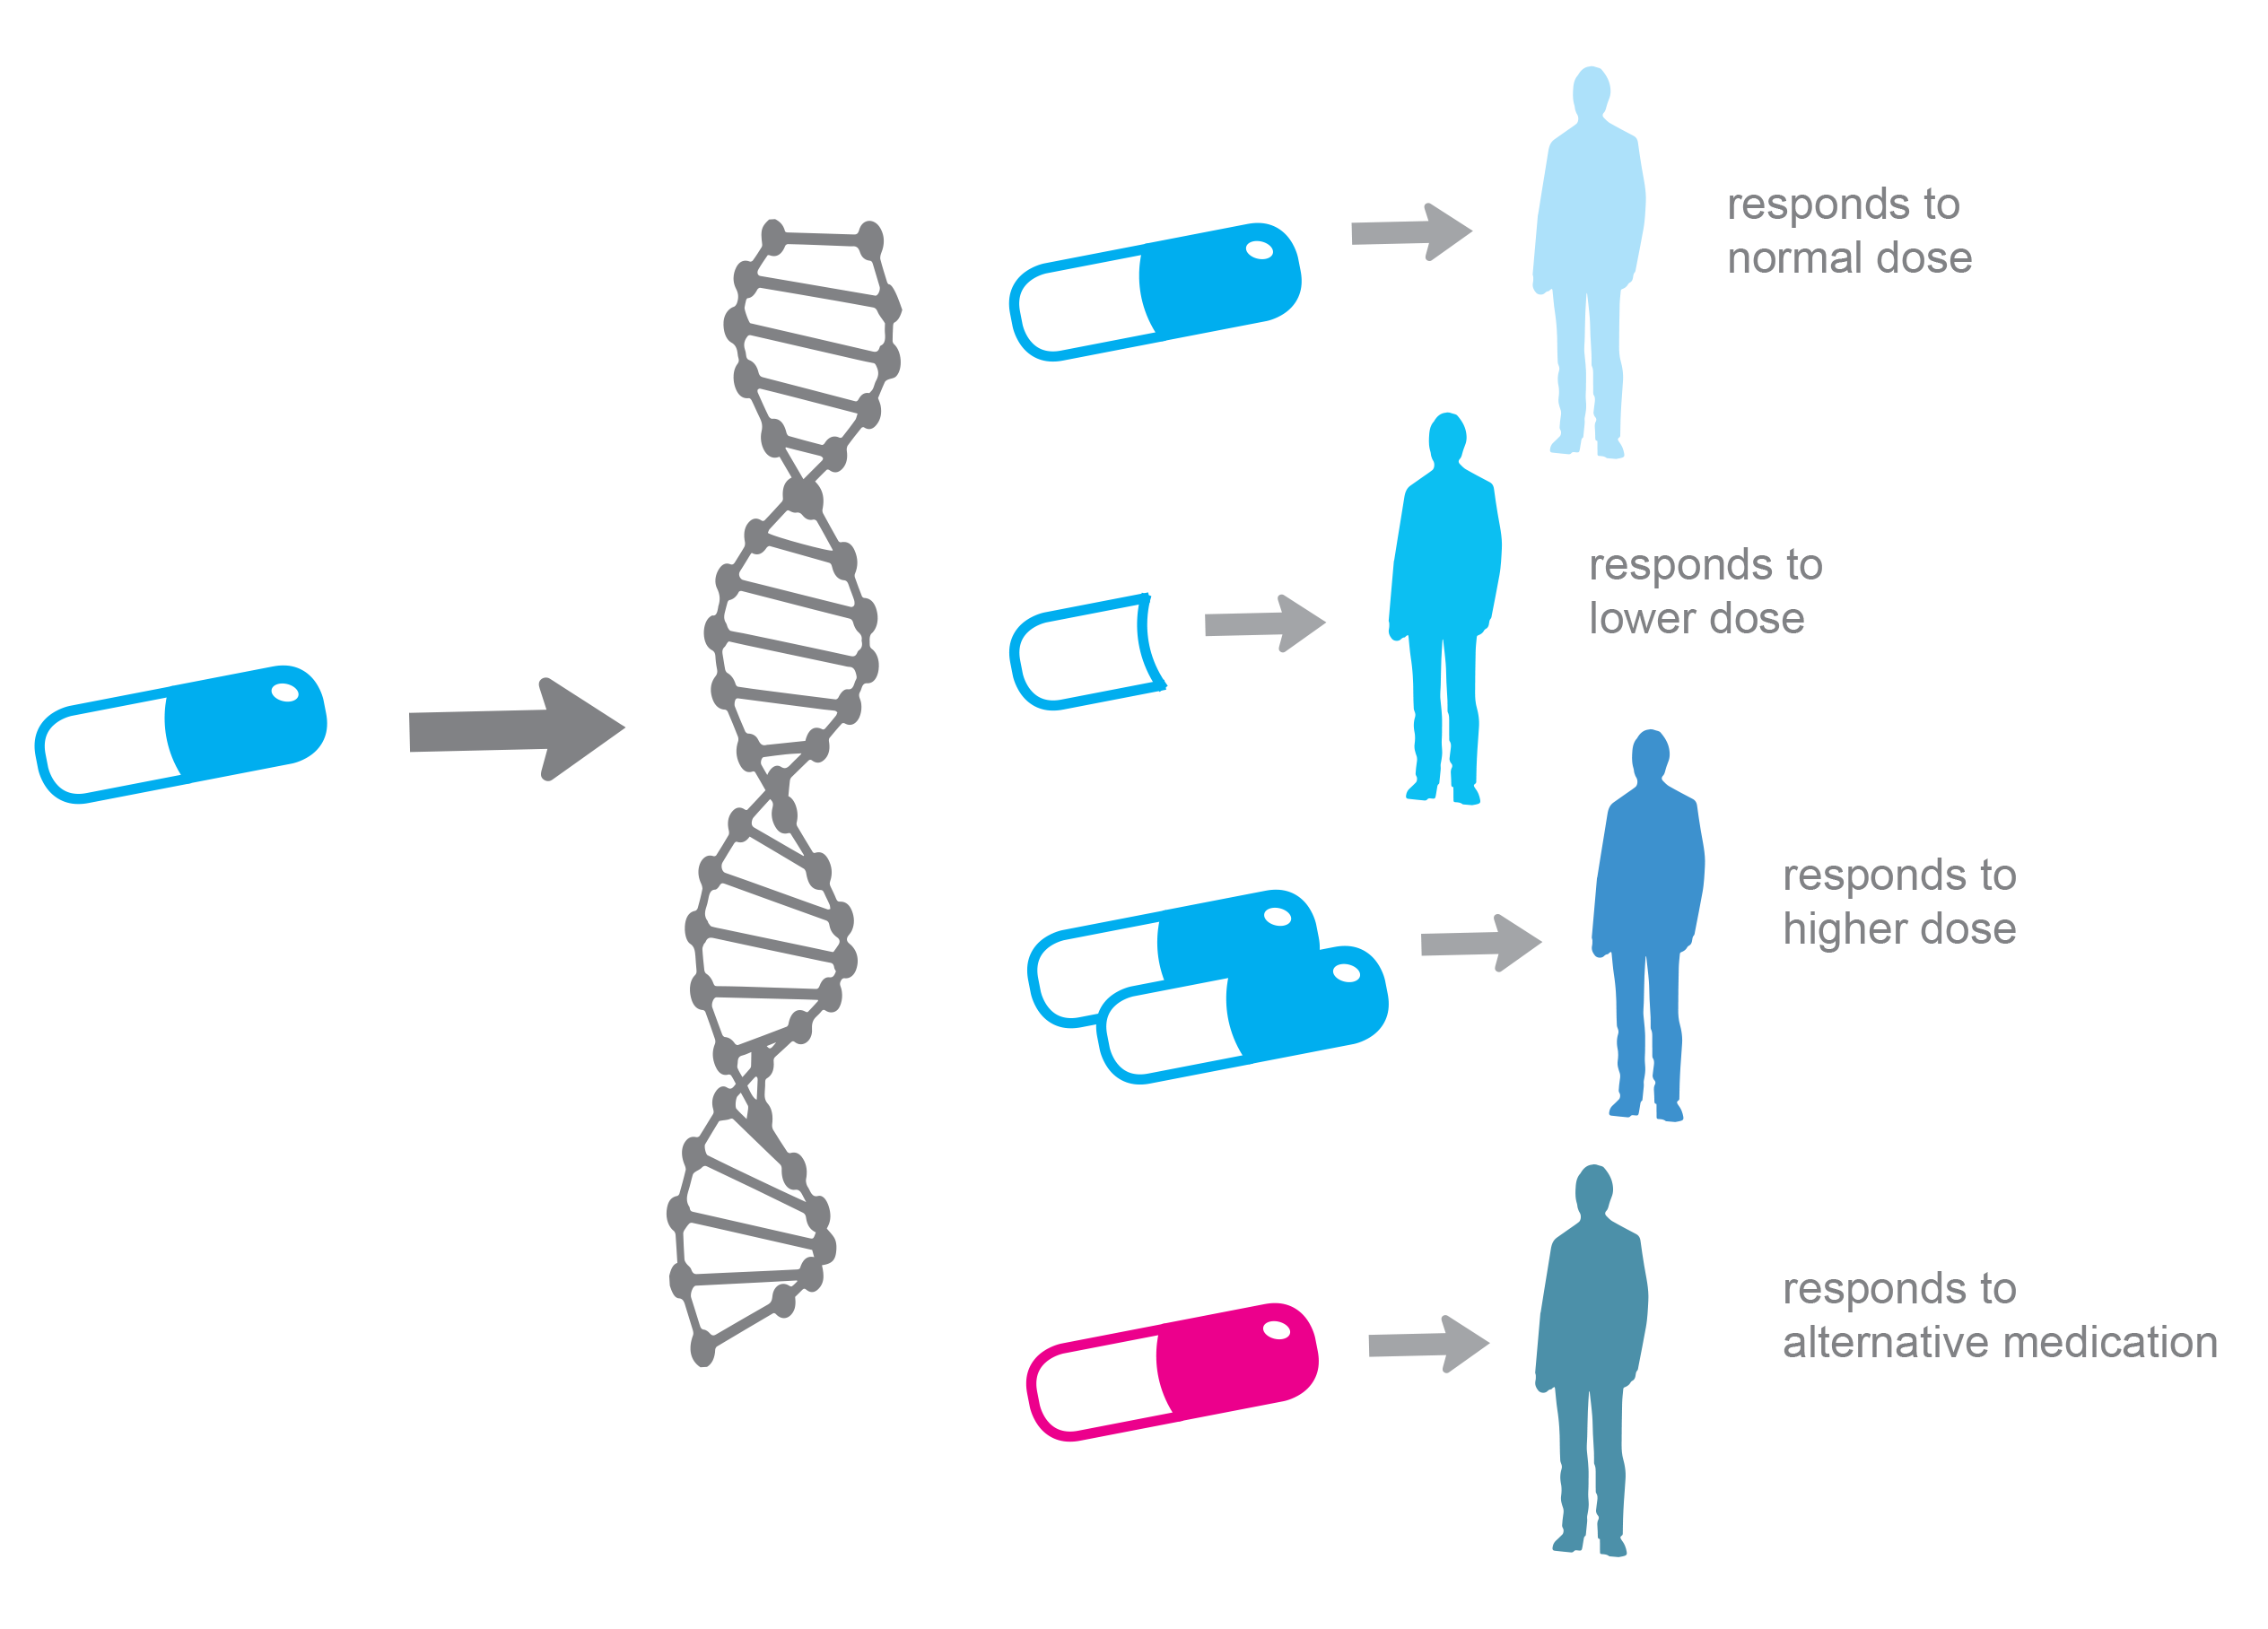 responds to
normal dose
responds to
lower dose
responds to
higher dose
responds to
alternative medication